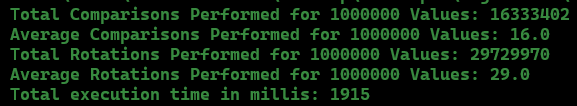 Total Comparisons Performed for 1000000 Values: 16333402
Average Comparisons Performed for 1000000 Values: 16.0
Total Rotations Performed for 1000000 Values: 29729970
Average Rotations Performed for 1000000 Values: 29.0
Total execution time in millis: 1915